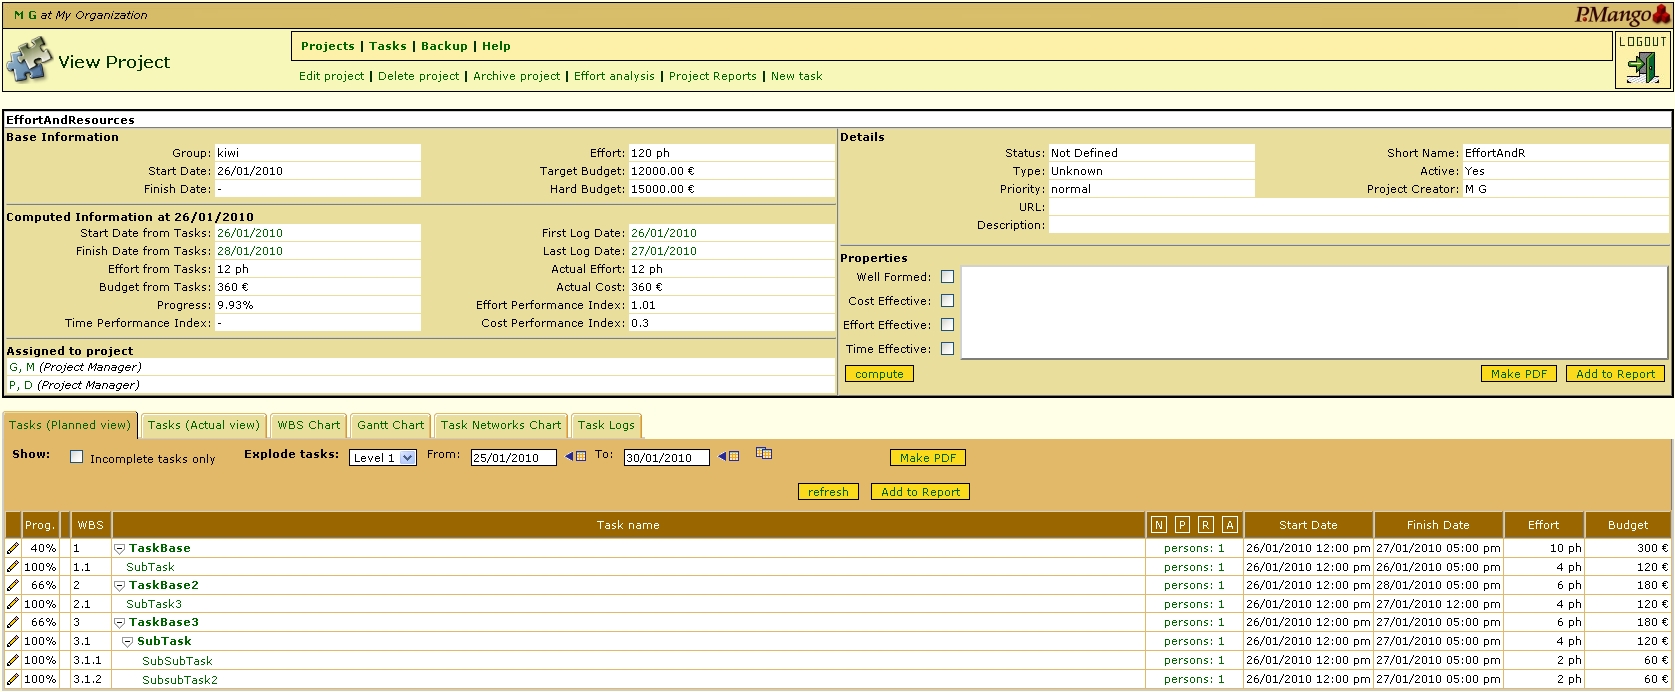 M G at My Organization
P.Mango
View Project
Projects | Tasks | Backup | Help
LOGOUT
Edit project | Delete project | Archive project | Effort analysis | Project Reports | New task
EffortAndResources
Base Information
Group: kiwi Effort: 120 ph
Start Date: 26/01/2010 Target Budget: 12000.00 €
Finish Date: - Hard Budget: 15000.00 €
Computed Information at 26/01/2010
Start Date from Tasks: 26/01/2010 First Log Date: 26/01/2010
Finish Date from Tasks: 28/01/2010 Last Log Date: 27/01/2010
Effort from Tasks: 12 ph Actual Effort: 12 ph
Budget from Tasks: 360 € Actual Cost: 360 €
Progress: 9.93% Effort Performance Index: 1.01
Time Performance Index: - Cost Performance Index: 0.3
Assigned to project
G, M (Project Manager)
P, D (Project Manager)
Details
Status: Not Defined Short Name: EffortAndR
Type: Unknown Active: Yes
Priority: normal Project Creator: M G
URL:
Description:
Properties
Well Formed:
Cost Effective:
Effort Effective:
Time Effective:
compute Make PDF Add to Report
Tasks (Planned view) Tasks (Actual view) WBS Chart Gantt Chart Task Networks Chart Task Logs
Show: Incomplete tasks only Explode tasks: Level 1 From: 25/01/2010 To: 30/01/2010 Make PDF
refresh Add to Report
Prog. WBS Task name N P R A Start Date Finish Date Effort Budget
40% 1 TaskBase persons: 1 26/01/2010 12:00 pm 27/01/2010 05:00 pm 10 ph 300 €
100% 1.1 SubTask persons: 1 26/01/2010 12:00 pm 26/01/2010 05:00 pm 4 ph 120 €
66% 2 TaskBase2 persons: 1 26/01/2010 12:00 pm 28/01/2010 05:00 pm 6 ph 180 €
100% 2.1 SubTask3 persons: 1 26/01/2010 12:00 pm 27/01/2010 12:00 pm 4 ph 120 €
66% 3 TaskBase3 persons: 1 26/01/2010 12:00 pm 27/01/2010 05:00 pm 6 ph 180 €
100% 3.1 SubTask persons: 1 26/01/2010 12:00 pm 27/01/2010 05:00 pm 4 ph 120 €
100% 3.1.1 SubSubTask persons: 1 26/01/2010 12:00 pm 27/01/2010 05:00 pm 2 ph 60 €
100% 3.1.2 SubsubTask2 persons: 1 26/01/2010 12:00 pm 27/01/2010 05:00 pm 2 ph 60 €